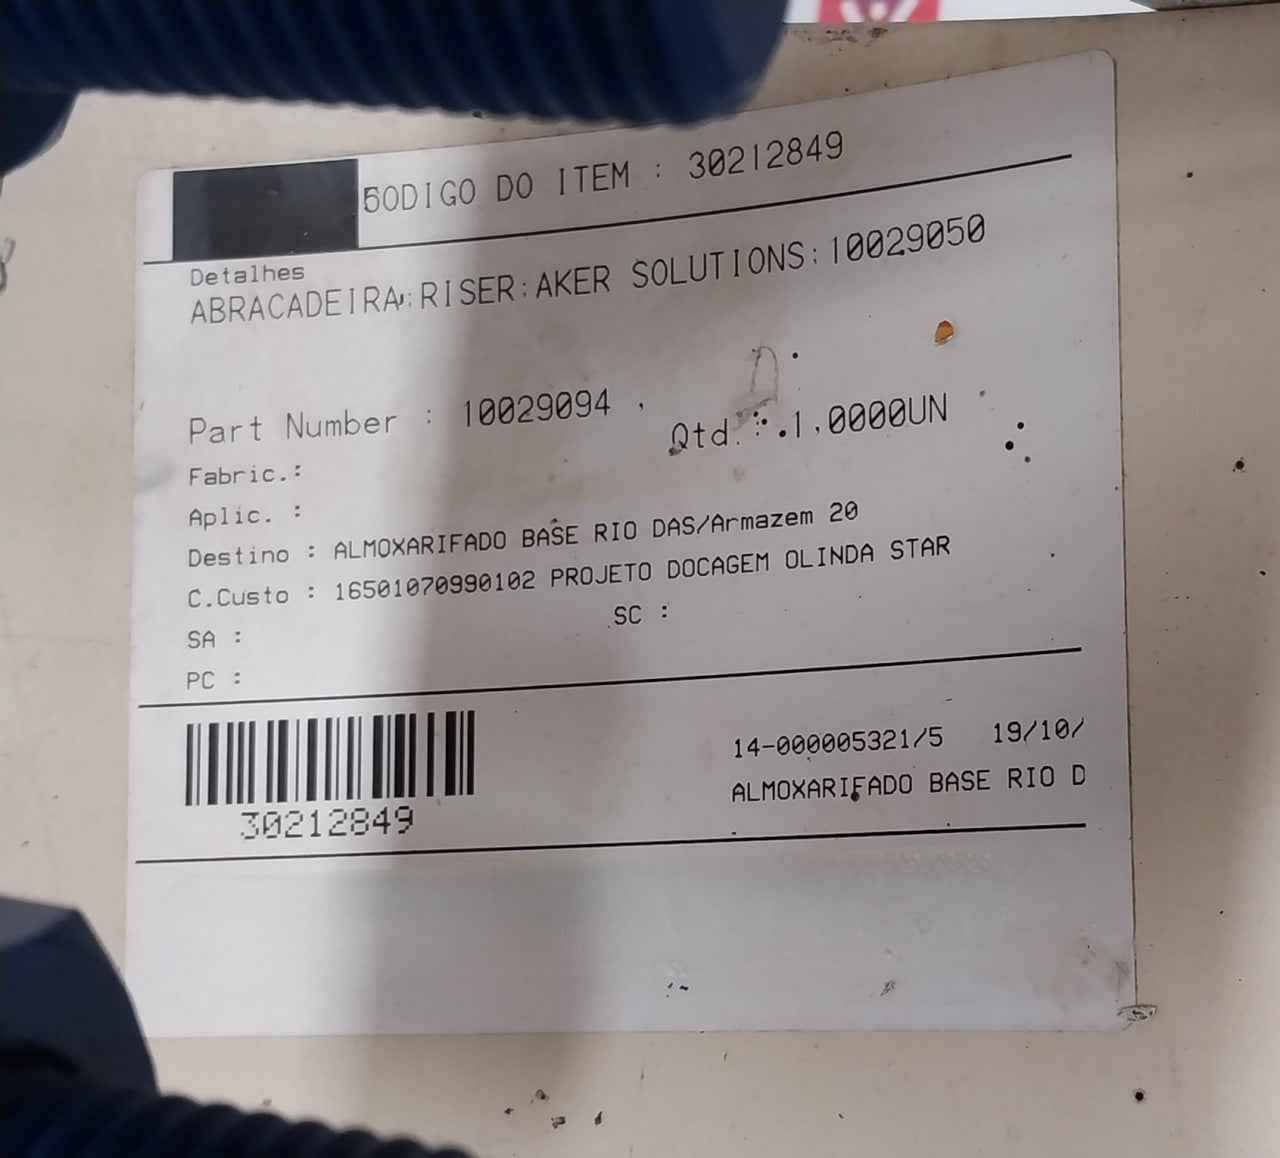 CODIGO DO ITEM : 30212849
Detalhes
ABRACADEIRA:RISER:AKER SOLUTIONS:10029050
Part Number : 10029094
Qtd. : 1,0000UN
Fabric.:
Aplic. :
Destino : ALMOXARIFADO BASE RIO DAS/Armazem 20
C.Custo : 16501070990102 PROJETO DOCAGEM OLINDA STAR
SA :
SC :
PC :
14-000005321/5 19/10/
ALMOXARIFADO BASE RIO D
30212849